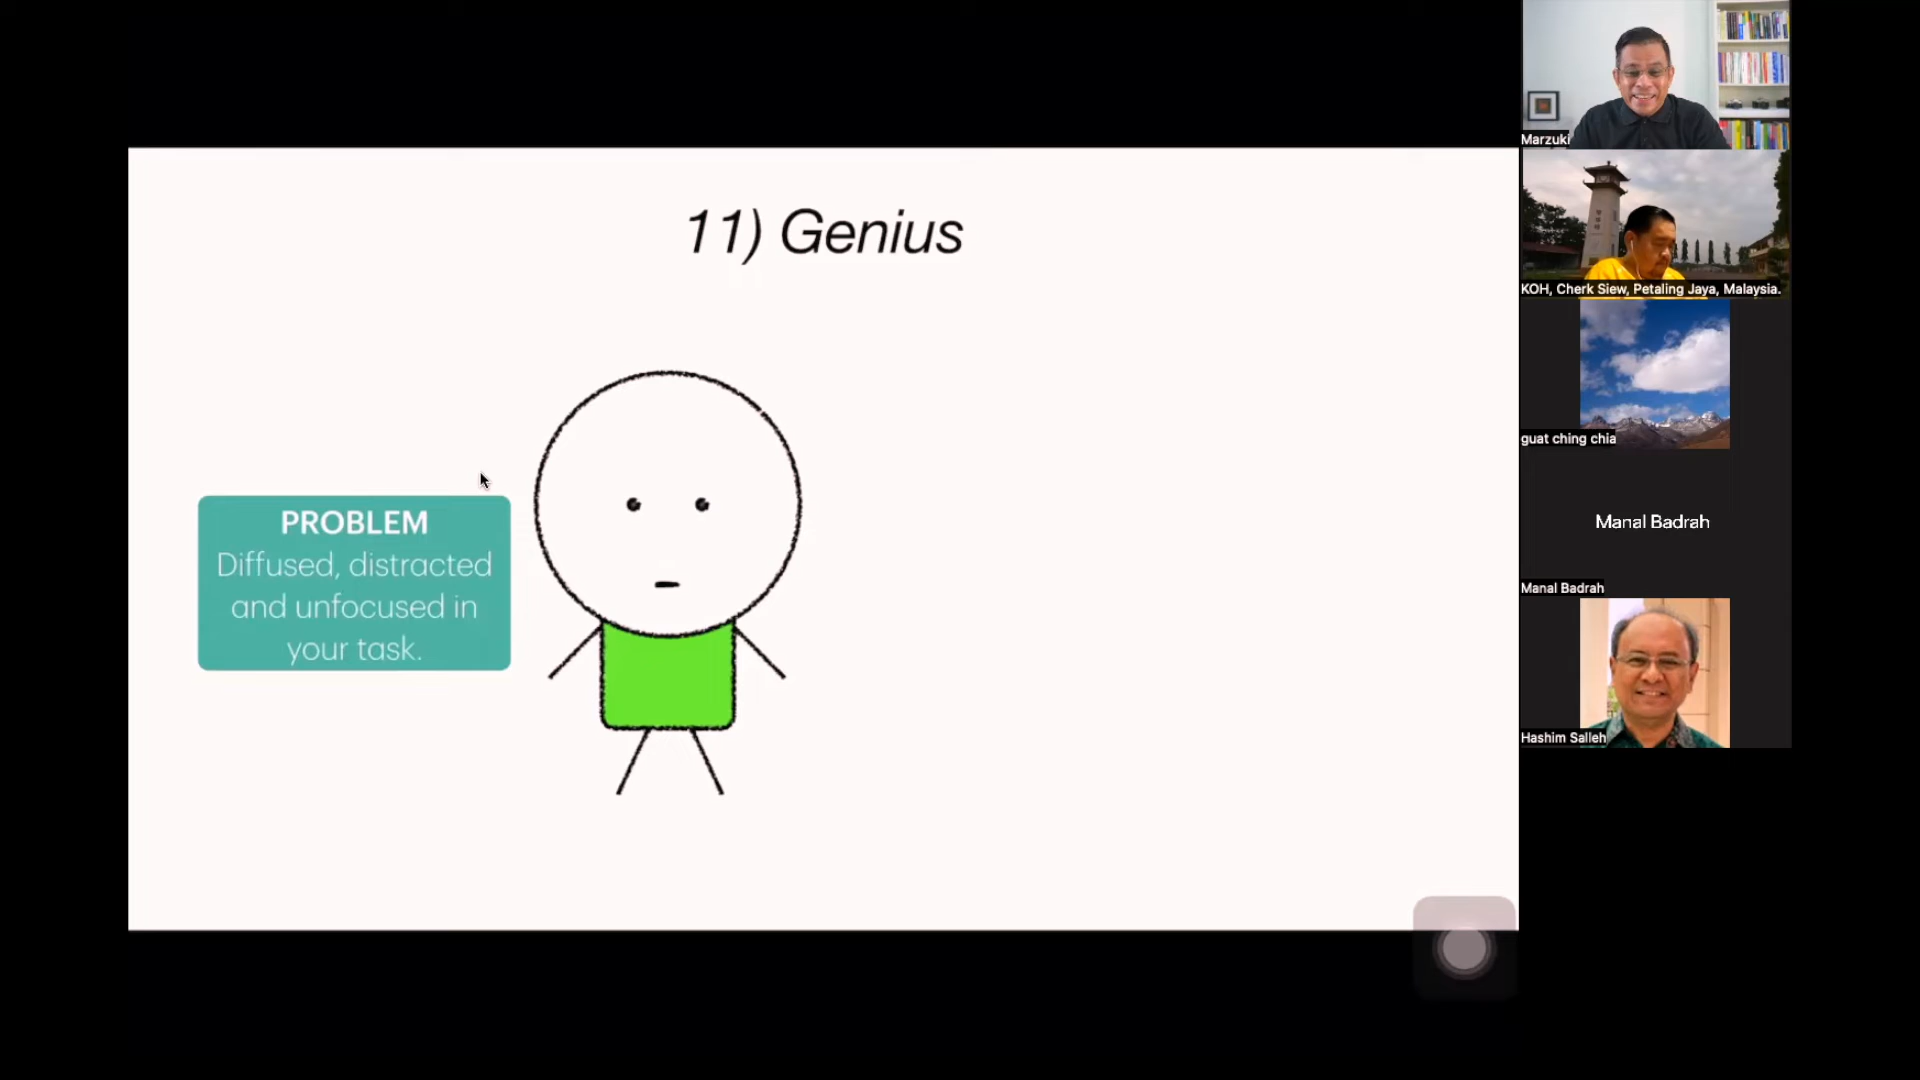 11) Genius
PROBLEM
Diffused, distracted
and unfocused in
your task.
Marzuki
KOH, Cherk Siew, Petaling Jaya, Malaysia.
guat ching chia
Manal Badrah
Manal Badrah
Hashim Salleh